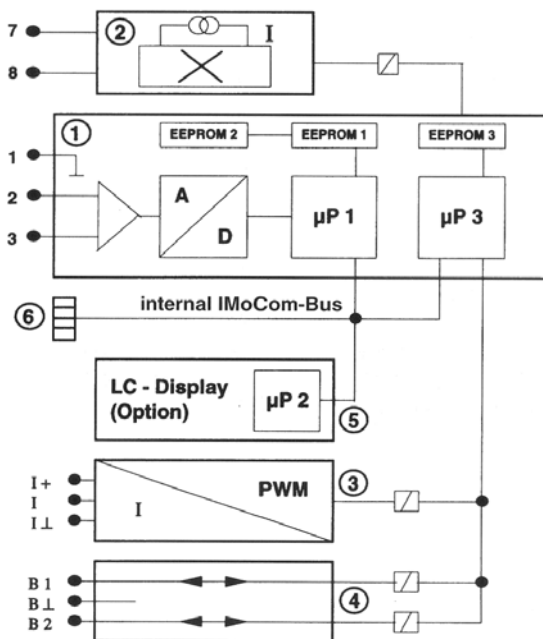 7
②
I
8
①
EEPROM 2
EEPROM 1
EEPROM 3
1
2
3
A
D
µP 1
µP 3
⑥
internal IMoCom-Bus
LC - Display
(Option)
µP 2
⑤
I +
I
I ⊥
I
PWM
③
B 1
B ⊥
B 2
④